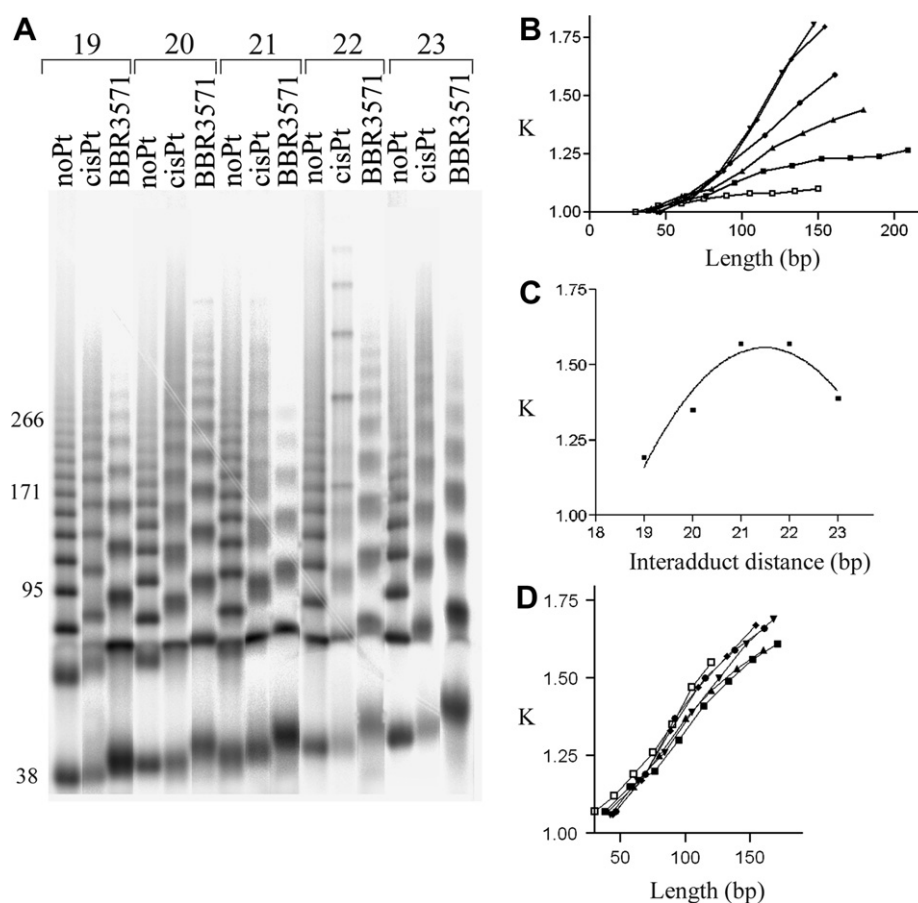 A
19 20 21 22 23
noPt cisPt BBR3571 noPt cisPt BBR3571 noPt cisPt BBR3571 noPt cisPt BBR3571 noPt cisPt BBR3571
266
171
95
38
B
1.75
1.50
K
1.25
1.00
0 50 100 150 200
Length (bp)
C
1.75
1.50
K
1.25
1.00
18 19 20 21 22 23
Interadduct distance (bp)
D
1.75
1.50
K
1.25
1.00
50 100 150
Length (bp)